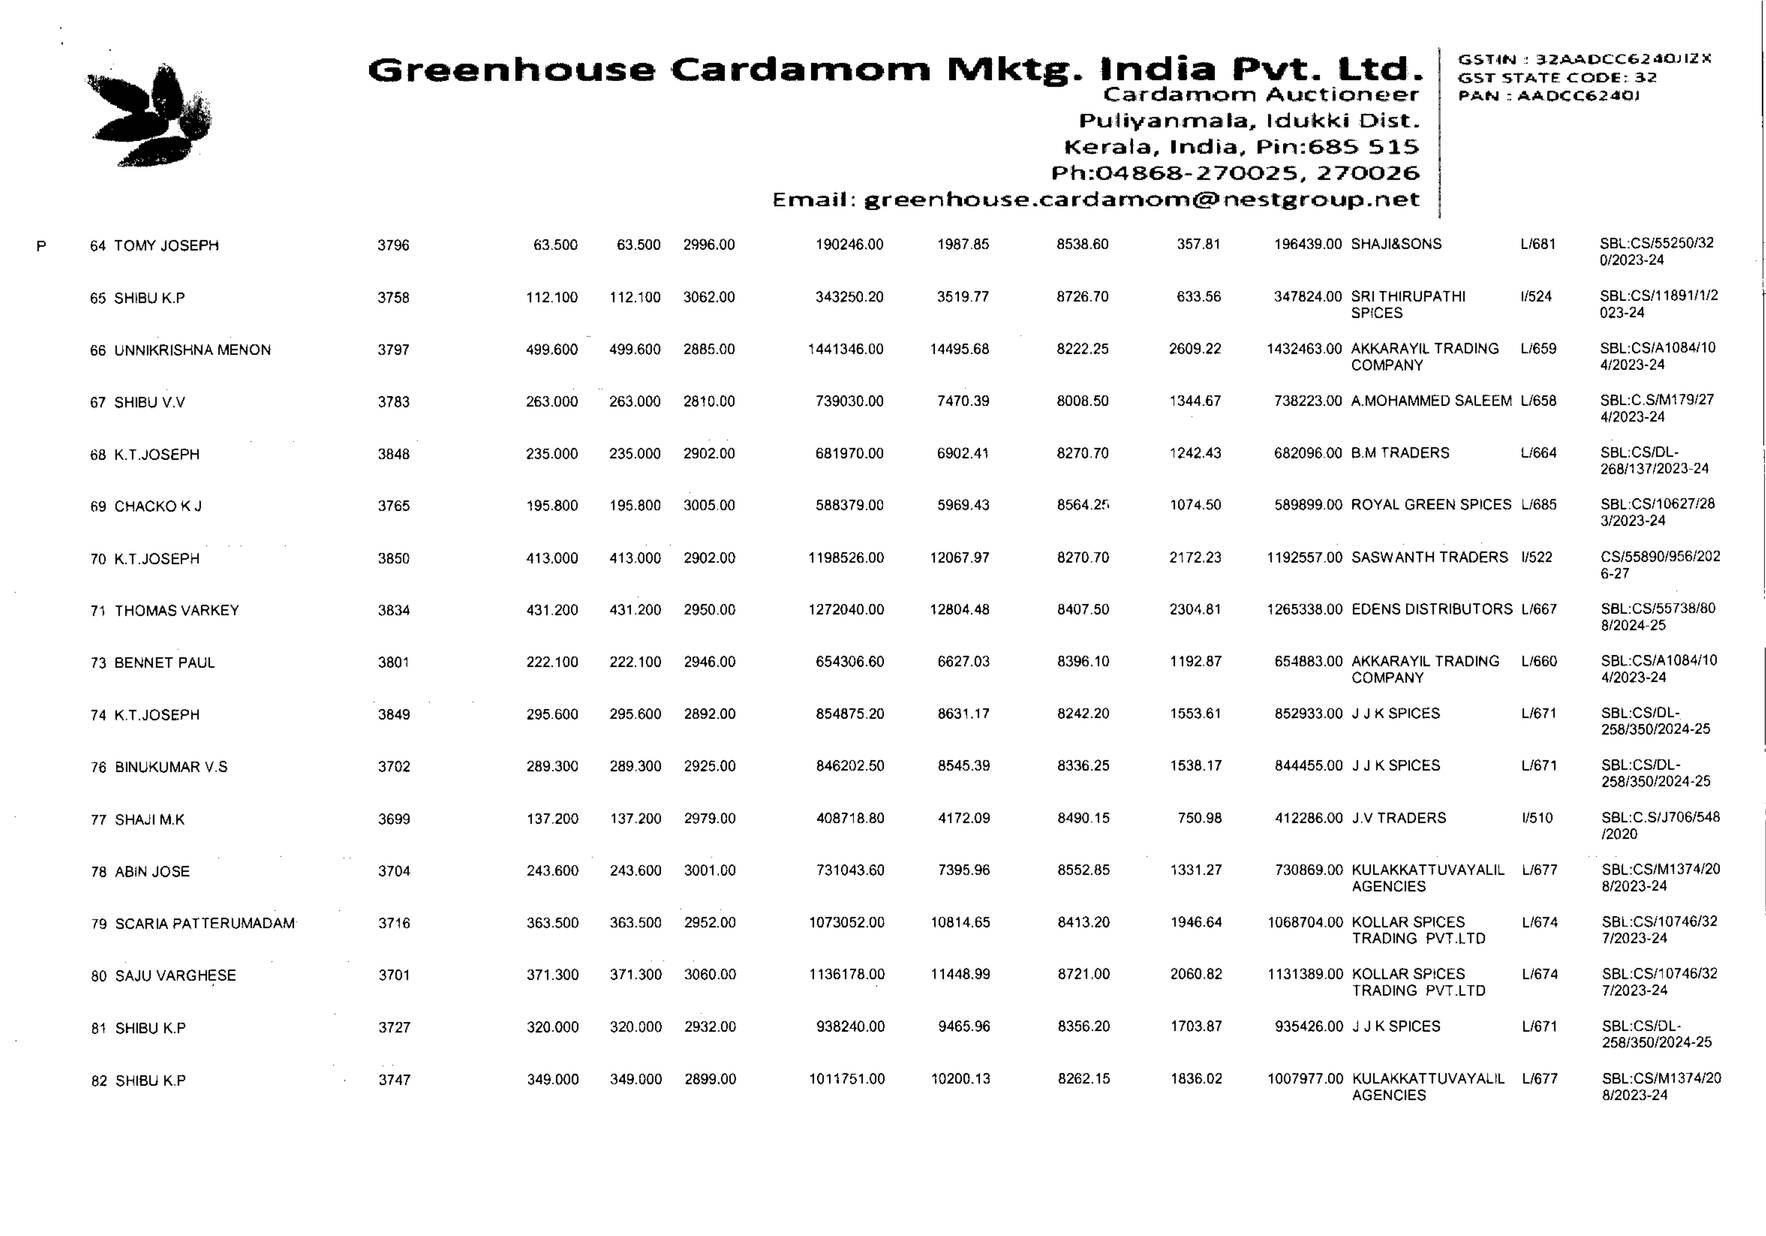 Greenhouse Cardamom Mktg. India Pvt. Ltd.
Cardamom Auctioneer
Puliyanmala, Idukki Dist.
Kerala, India, Pin:685 515
Ph:04868-270025, 270026
Email: greenhouse.cardamom@nestgroup.net
GSTIN : 32AADCC6240J1ZX
GST STATE CODE: 32
PAN : AADCC6240J
P 64 TOMY JOSEPH 3796 63.500 63.500 2996.00 190246.00 1987.85 8538.60 357.81 196439.00 SHAJI&SONS L/681 SBL:CS/55250/32
0/2023-24
65 SHIBU K.P 3758 112.100 112.100 3062.00 343250.20 3519.77 8726.70 633.56 347824.00 SRI THIRUPATHI I/524 SBL:CS/11891/1/2
SPICES 023-24
66 UNNIKRISHNA MENON 3797 499.600 499.600 2885.00 1441346.00 14495.68 8222.25 2609.22 1432463.00 AKKARAYIL TRADING L/659 SBL:CS/A1084/10
COMPANY 4/2023-24
67 SHIBU V.V 3783 263.000 263.000 2810.00 739030.00 7470.39 8008.50 1344.67 738223.00 A.MOHAMMED SALEEM L/658 SBL:C.S/M179/27
4/2023-24
68 K.T.JOSEPH 3848 235.000 235.000 2902.00 681970.00 6902.41 8270.70 1242.43 682096.00 B.M TRADERS L/664 SBL:CS/DL-
268/137/2023-24
69 CHACKO K J 3765 195.800 195.800 3005.00 588379.00 5969.43 8564.25 1074.50 589899.00 ROYAL GREEN SPICES L/685 SBL:CS/10627/28
3/2023-24
70 K.T.JOSEPH 3850 413.000 413.000 2902.00 1198526.00 12067.97 8270.70 2172.23 1192557.00 SASWANTH TRADERS I/522 CS/55890/956/202
6-27
71 THOMAS VARKEY 3834 431.200 431.200 2950.00 1272040.00 12804.48 8407.50 2304.81 1265338.00 EDENS DISTRIBUTORS L/667 SBL:CS/55738/80
8/2024-25
73 BENNET PAUL 3801 222.100 222.100 2946.00 654306.60 6627.03 8396.10 1192.87 654883.00 AKKARAYIL TRADING L/660 SBL:CS/A1084/10
COMPANY 4/2023-24
74 K.T.JOSEPH 3849 295.600 295.600 2892.00 854875.20 8631.17 8242.20 1553.61 852933.00 J J K SPICES L/671 SBL:CS/DL-
258/350/2024-25
76 BINUKUMAR V.S 3702 289.300 289.300 2925.00 846202.50 8545.39 8336.25 1538.17 844455.00 J J K SPICES L/671 SBL:CS/DL-
258/350/2024-25
77 SHAJI M.K 3699 137.200 137.200 2979.00 408718.80 4172.09 8490.15 750.98 412286.00 J.V TRADERS I/510 SBL:C.S/J706/548
/2020
78 ABIN JOSE 3704 243.600 243.600 3001.00 731043.60 7395.96 8552.85 1331.27 730869.00 KULAKKATTUVAYALIL L/677 SBL:CS/M1374/20
AGENCIES 8/2023-24
79 SCARIA PATTERUMADAM 3716 363.500 363.500 2952.00 1073052.00 10814.65 8413.20 1946.64 1068704.00 KOLLAR SPICES L/674 SBL:CS/10746/32
TRADING PVT.LTD 7/2023-24
80 SAJU VARGHESE 3701 371.300 371.300 3060.00 1136178.00 11448.99 8721.00 2060.82 1131389.00 KOLLAR SPICES L/674 SBL:CS/10746/32
TRADING PVT.LTD 7/2023-24
81 SHIBU K.P 3727 320.000 320.000 2932.00 938240.00 9465.96 8356.20 1703.87 935426.00 J J K SPICES L/671 SBL:CS/DL-
258/350/2024-25
82 SHIBU K.P 3747 349.000 349.000 2899.00 1011751.00 10200.13 8262.15 1836.02 1007977.00 KULAKKATTUVAYALIL L/677 SBL:CS/M1374/20
AGENCIES 8/2023-24